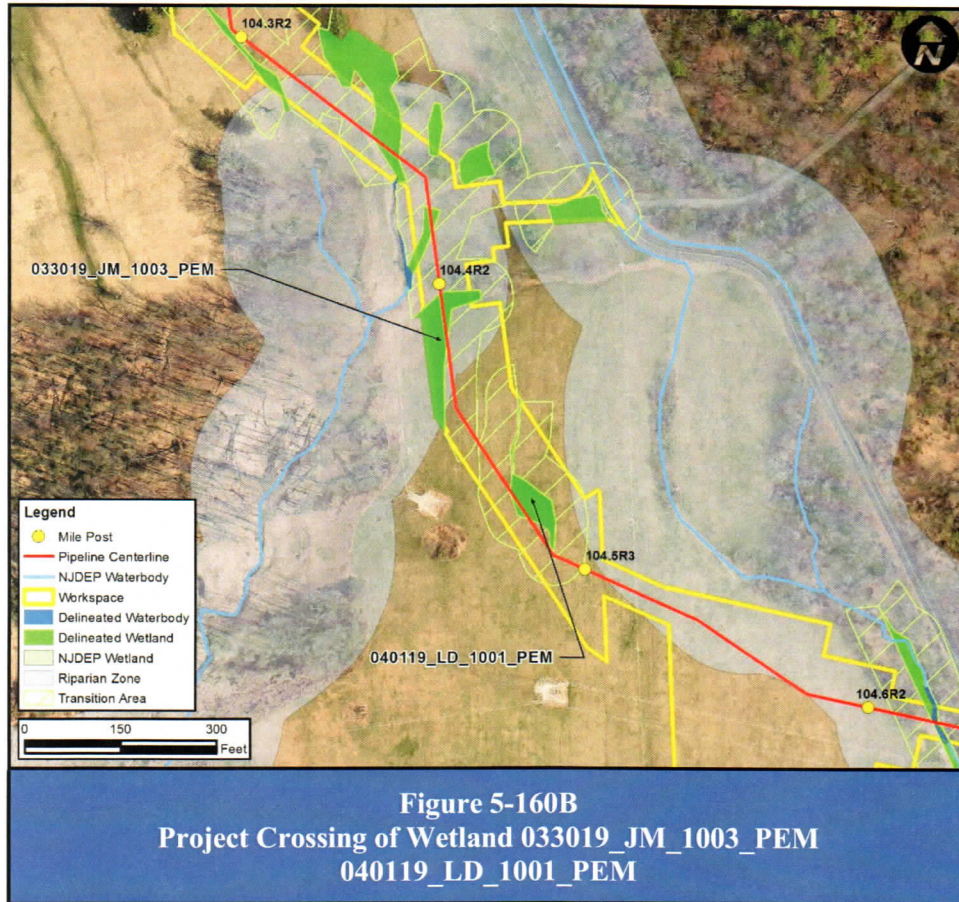 104.3R2
N
033019_JM_1003_PEM
104.4R2
104.5R3
040119_LD_1001_PEM
104.6R2
Legend
Mile Post
Pipeline Centerline
NJDEP Waterbody
Workspace
Delineated Waterbody
Delineated Wetland
NJDEP Wetland
Riparian Zone
Transition Area
0 150 300
Feet
Figure 5-160B
Project Crossing of Wetland 033019_JM_1003_PEM
040119_LD_1001_PEM